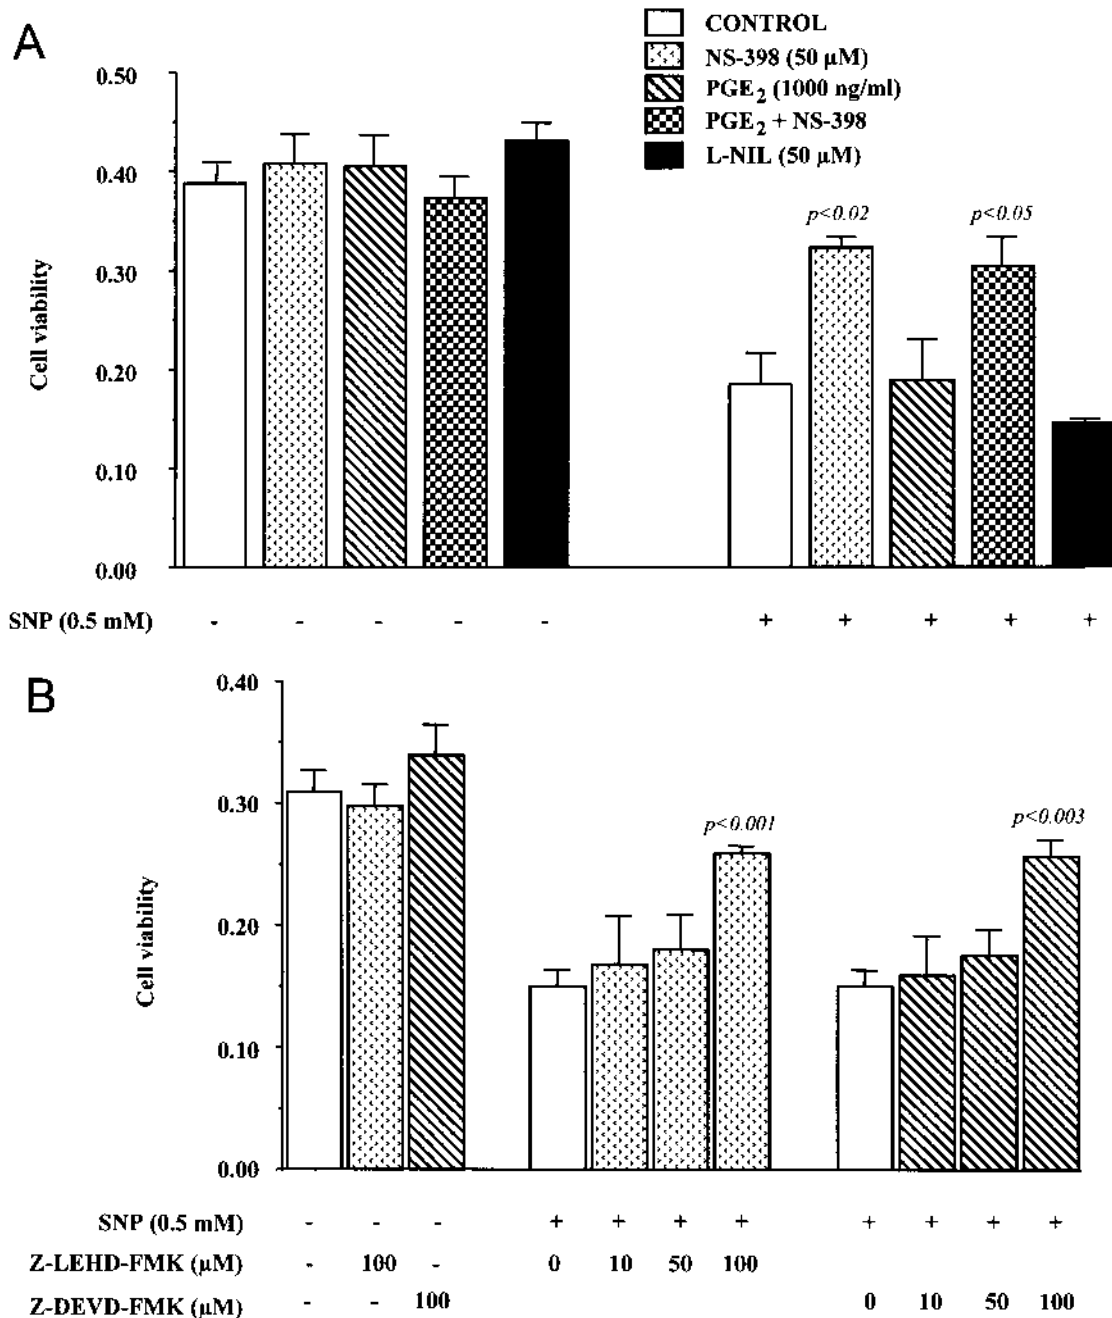 A
CONTROL
NS-398 (50 µM)
PGE2 (1000 ng/ml)
PGE2 + NS-398
L-NIL (50 µM)
0.50
0.40
0.30
0.20
0.10
0.00
Cell viability
p<0.02
p<0.05
SNP (0.5 mM) - - - - - + + + + +
B
0.40
0.30
0.20
0.10
0.00
Cell viability
p<0.001
p<0.003
SNP (0.5 mM) - - - + + + + + + + +
Z-LEHD-FMK (µM) - 100 - 0 10 50 100
Z-DEVD-FMK (µM) - - 100 0 10 50 100